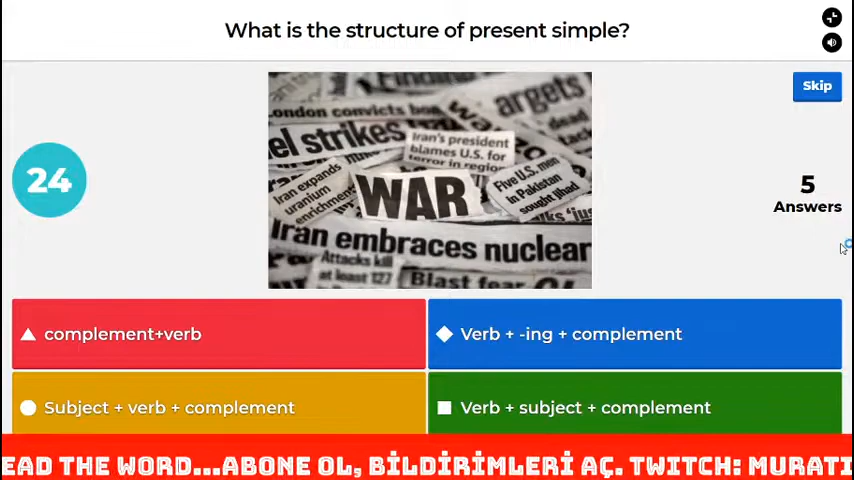 What is the structure of present simple?
Skip
24
5
Answers
London convicts
argets
el strikes
Iran's president
blames U.S. for
terror in region
dead
Iran expands
uranium
enrichment
WAR
Five U.S. men
in Pakistan
sought jihad
Iran embraces nuclear
Attacks kill
at least 127
Blast fear
complement+verb
Verb + -ing + complement
Subject + verb + complement
Verb + subject + complement
EAD THE WORD...ABONE OL, BİLDİRİMLERİ AÇ. TWITCH: MURATI